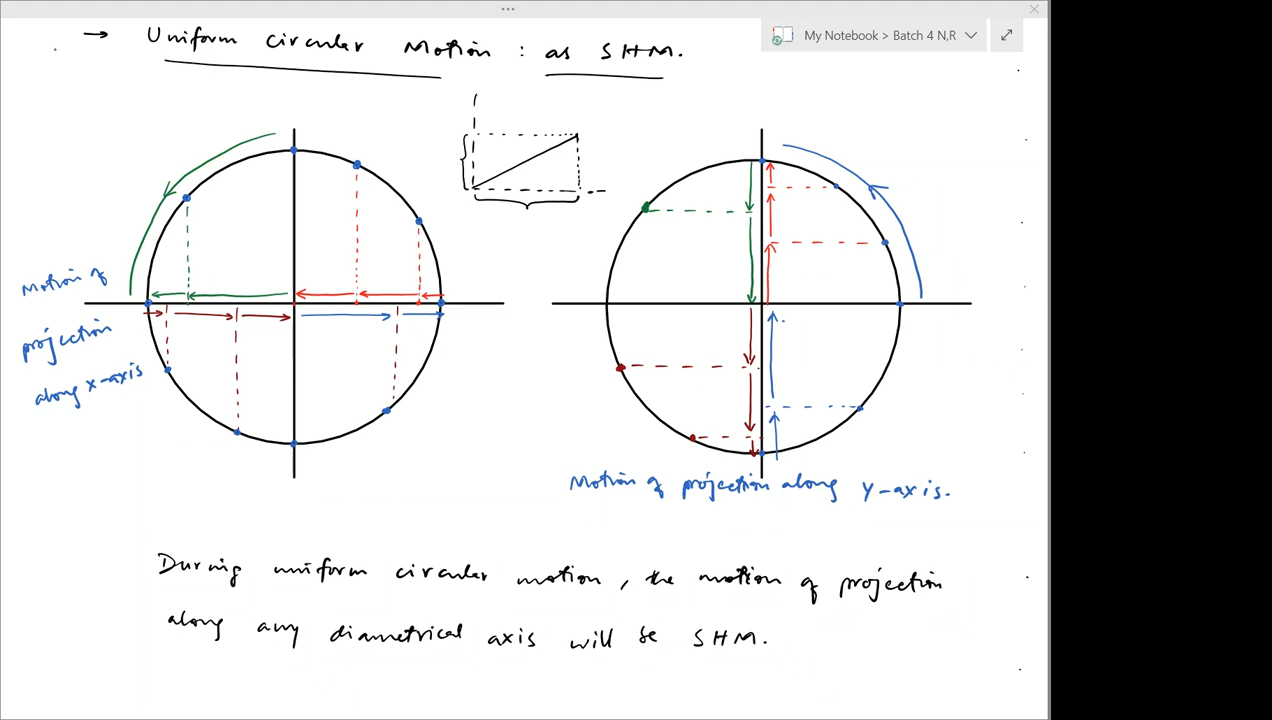 → Uniform circular Motion : as SHM.
My Notebook > Batch 4 N,R
Motion of
projection
along x-axis
Motion of projection along y-axis.
During uniform circular motion, the motion of projection
along any diametrical axis will be SHM.